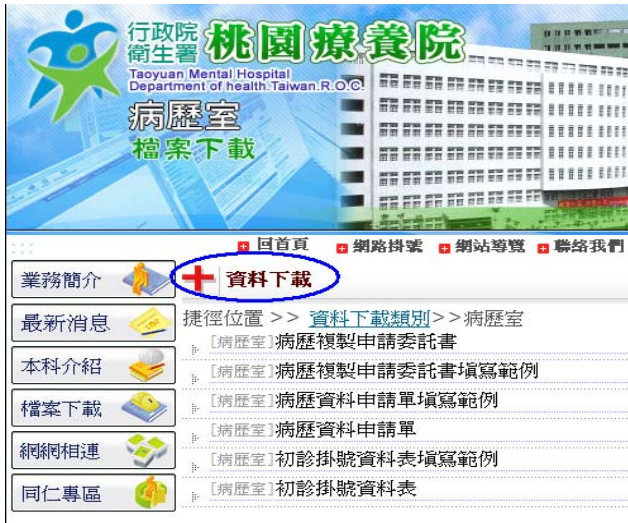 行政院
衛生署
桃園療養院
Taoyuan Mental Hospital
Department of health.Taiwan.R.O.C.
病歷室
檔案下載
回首頁 網路掛號 網站導覽 聯絡我們
業務簡介
最新消息
本科介紹
檔案下載
網網相連
同仁專區
資料下載
捷徑位置 >> 資料下載類別>>病歷室
[病歷室]病歷複製申請委託書
[病歷室]病歷複製申請委託書填寫範例
[病歷室]病歷資料申請單填寫範例
[病歷室]病歷資料申請單
[病歷室]初診掛號資料表填寫範例
[病歷室]初診掛號資料表